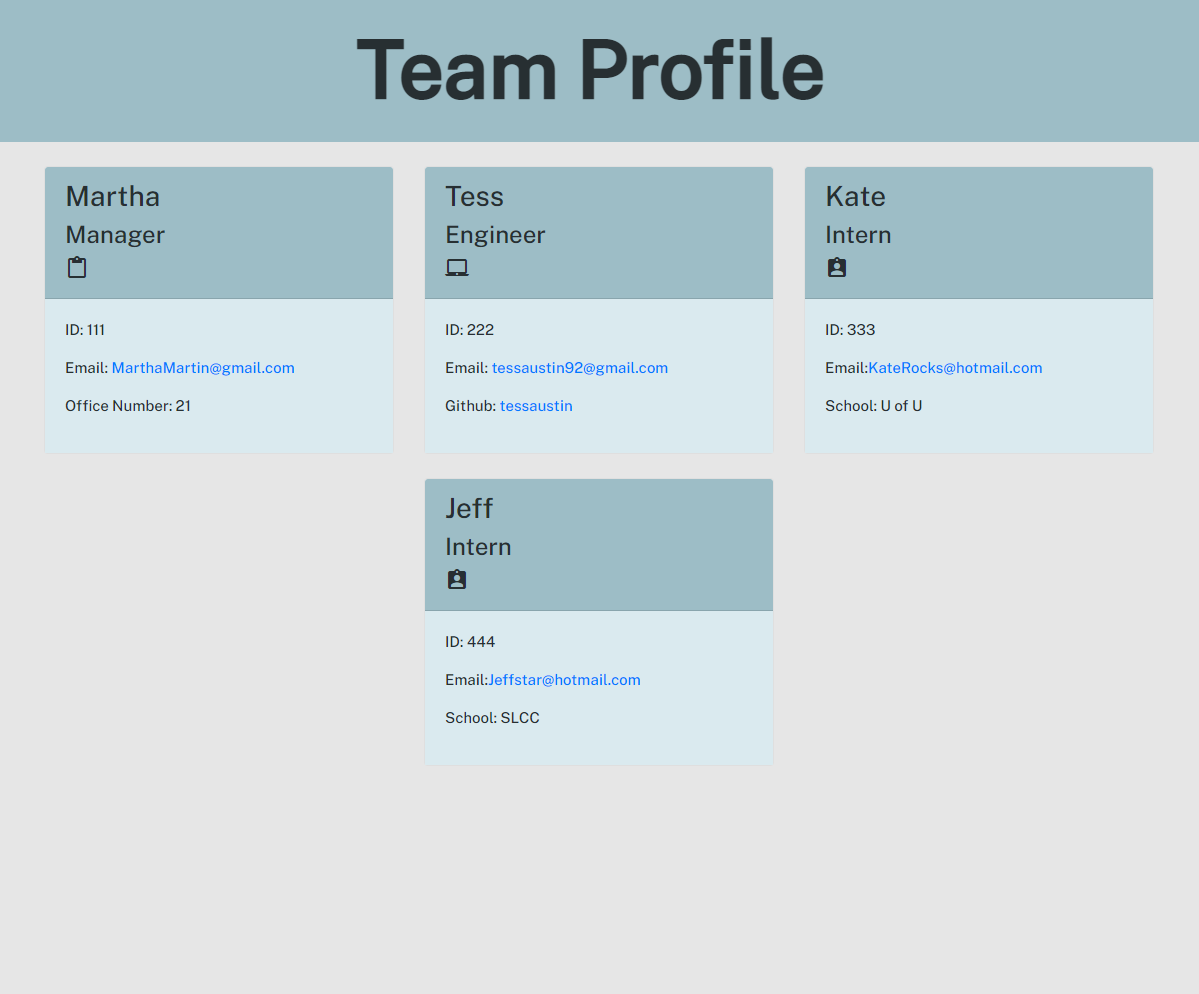 Team Profile
Martha
Manager
ID: 111
Email: MarthaMartin@gmail.com
Office Number: 21
Tess
Engineer
ID: 222
Email: tessaustin92@gmail.com
Github: tessaustin
Kate
Intern
ID: 333
Email:KateRocks@hotmail.com
School: U of U
Jeff
Intern
ID: 444
Email:Jeffstar@hotmail.com
School: SLCC